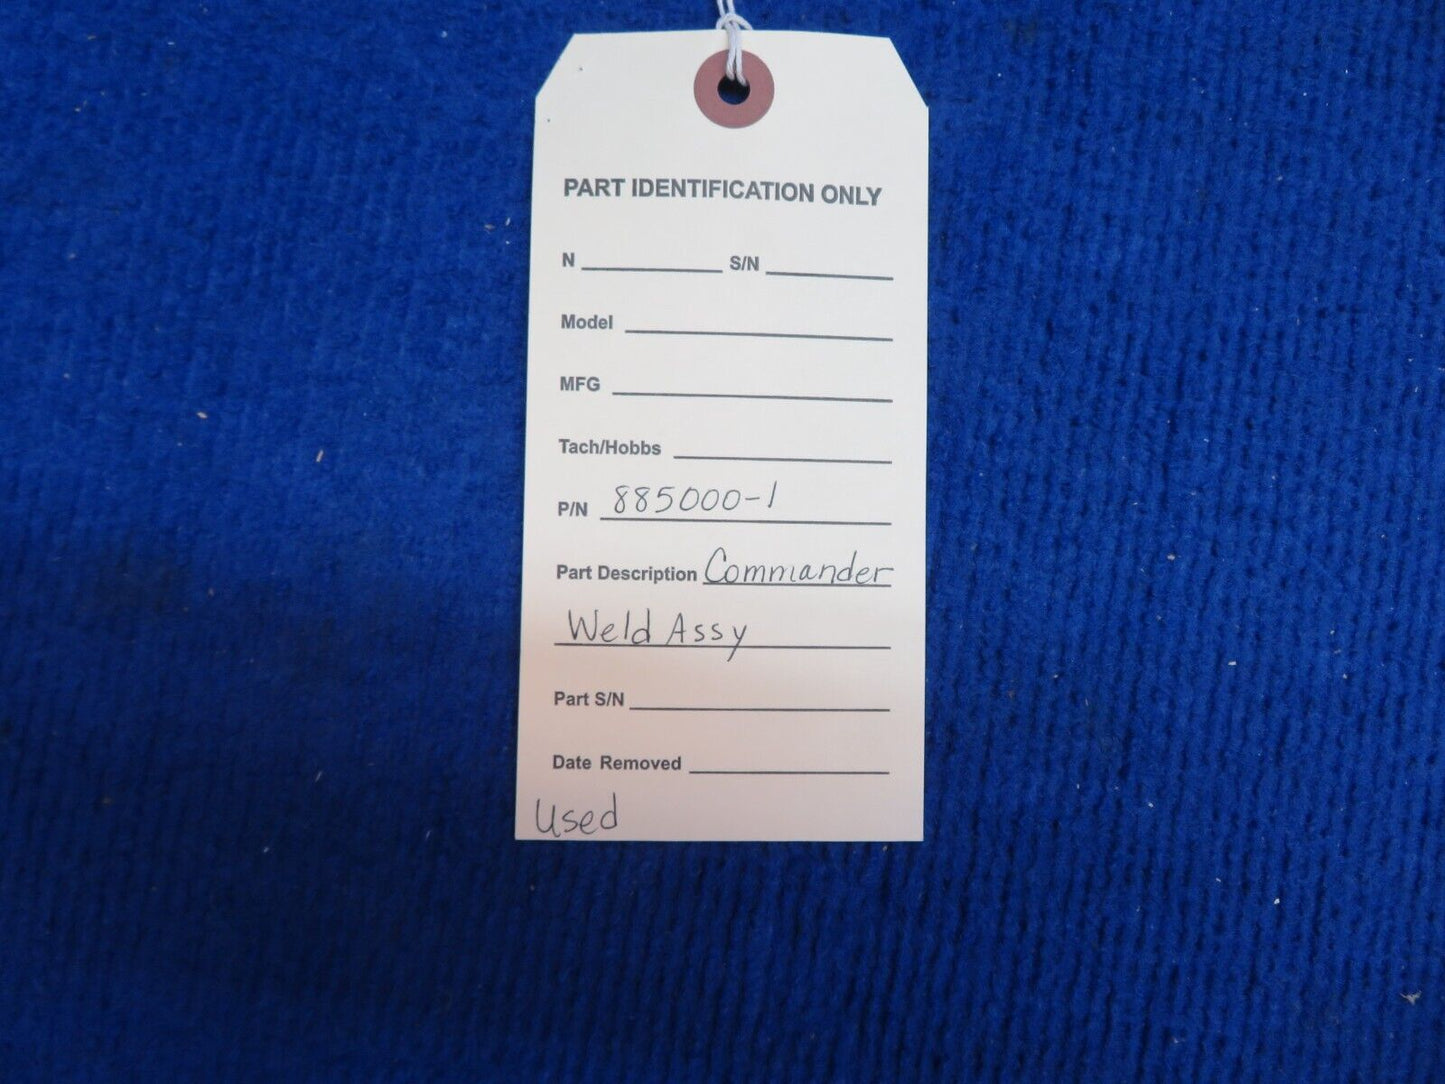 PART IDENTIFICATION ONLY
N S/N
Model
MFG
Tach/Hobbs
P/N 885000-1
Part Description Commander
Weld Assy
Part S/N
Date Removed
Used